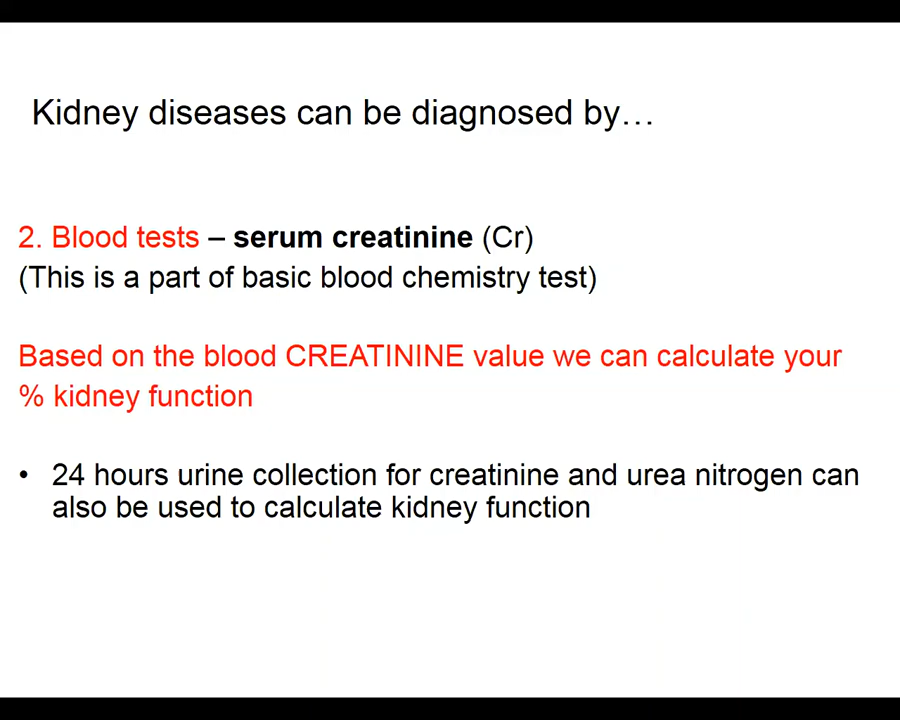 Kidney diseases can be diagnosed by…
2. Blood tests – serum creatinine (Cr)
(This is a part of basic blood chemistry test)
Based on the blood CREATININE value we can calculate your
% kidney function
• 24 hours urine collection for creatinine and urea nitrogen can
also be used to calculate kidney function